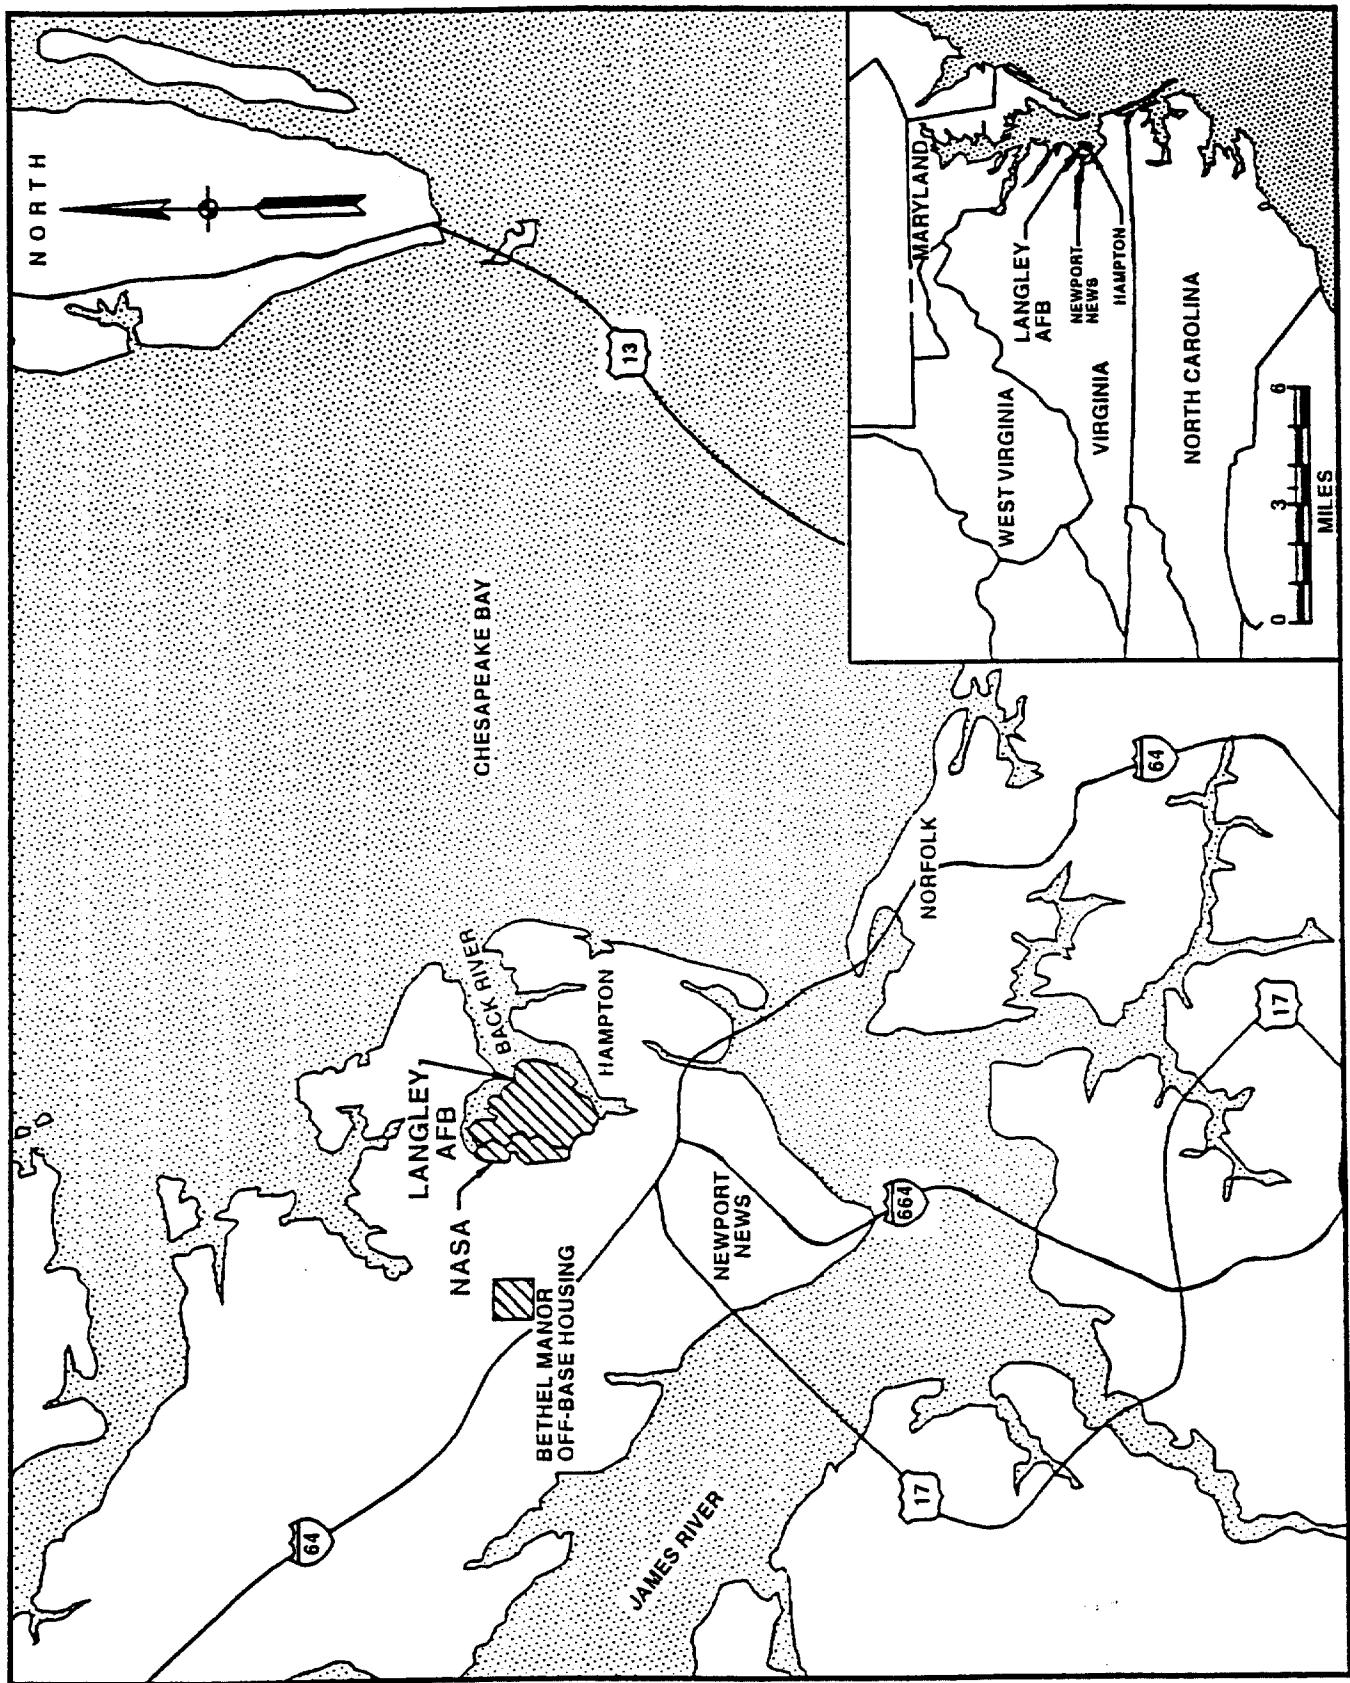 NORTH
13
CHESAPEAKE BAY
BACK RIVER
LANGLEY
AFB
NASA
HAMPTON
BETHEL MANOR
OFF-BASE HOUSING
NEWPORT
NEWS
NORFOLK
JAMES RIVER
64
64
664
17
17
MARYLAND
LANGLEY
AFB
NEWPORT
NEWS
HAMPTON
WEST VIRGINIA
VIRGINIA
NORTH CAROLINA
0 3 6
MILES